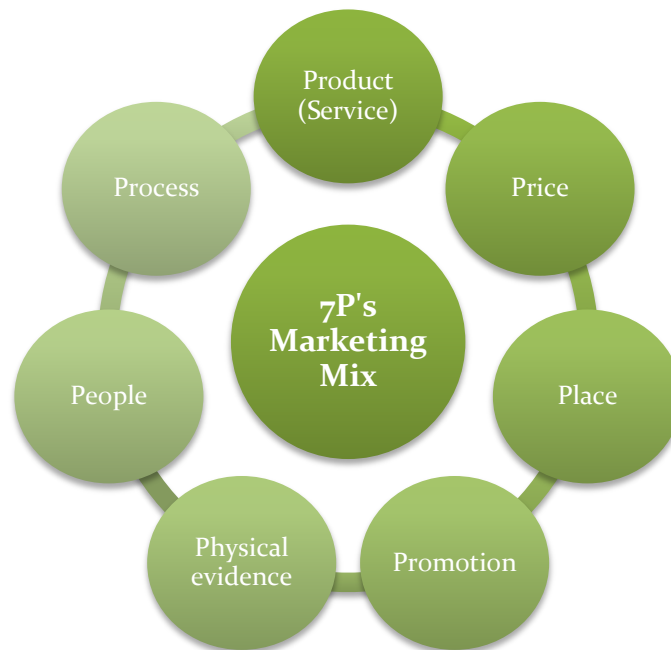 Product
(Service)
Price
Place
Promotion
Physical
evidence
People
Process
7P's
Marketing
Mix